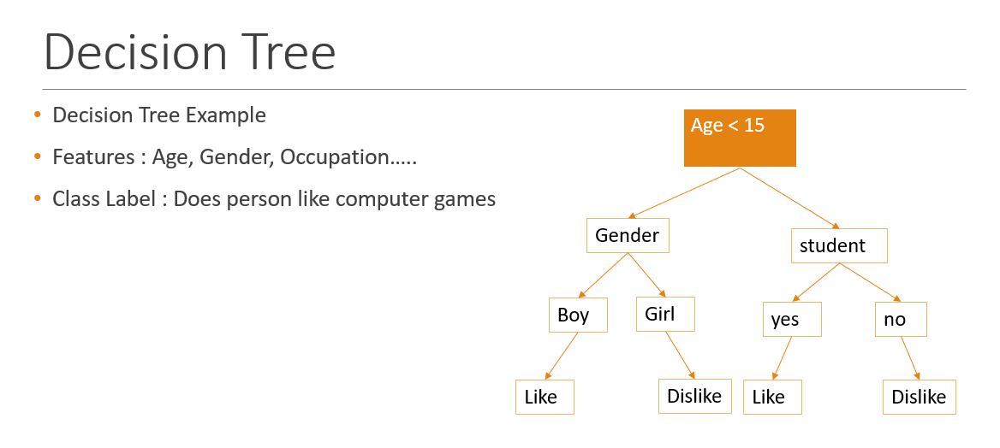 Decision Tree
Decision Tree Example
Features : Age, Gender, Occupation.....
Class Label : Does person like computer games
Age < 15
Gender
student
Boy
Girl
yes
no
Like
Dislike
Like
Dislike